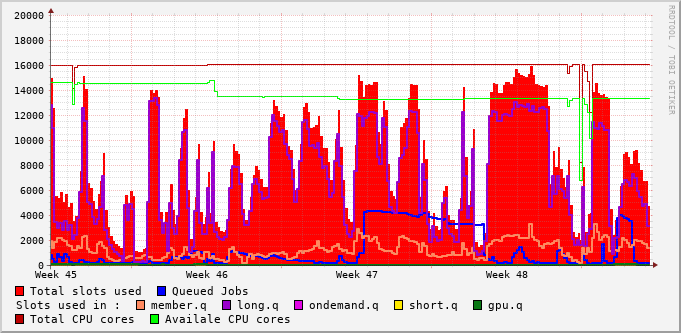 20000
18000
16000
14000
12000
10000
8000
6000
4000
2000
0
Week 45 Week 46 Week 47 Week 48
RRDTOOL / TOBI OETIKER
Total slots used Queued Jobs
Slots used in : member.q long.q ondemand.q short.q gpu.q
Total CPU cores Availale CPU cores